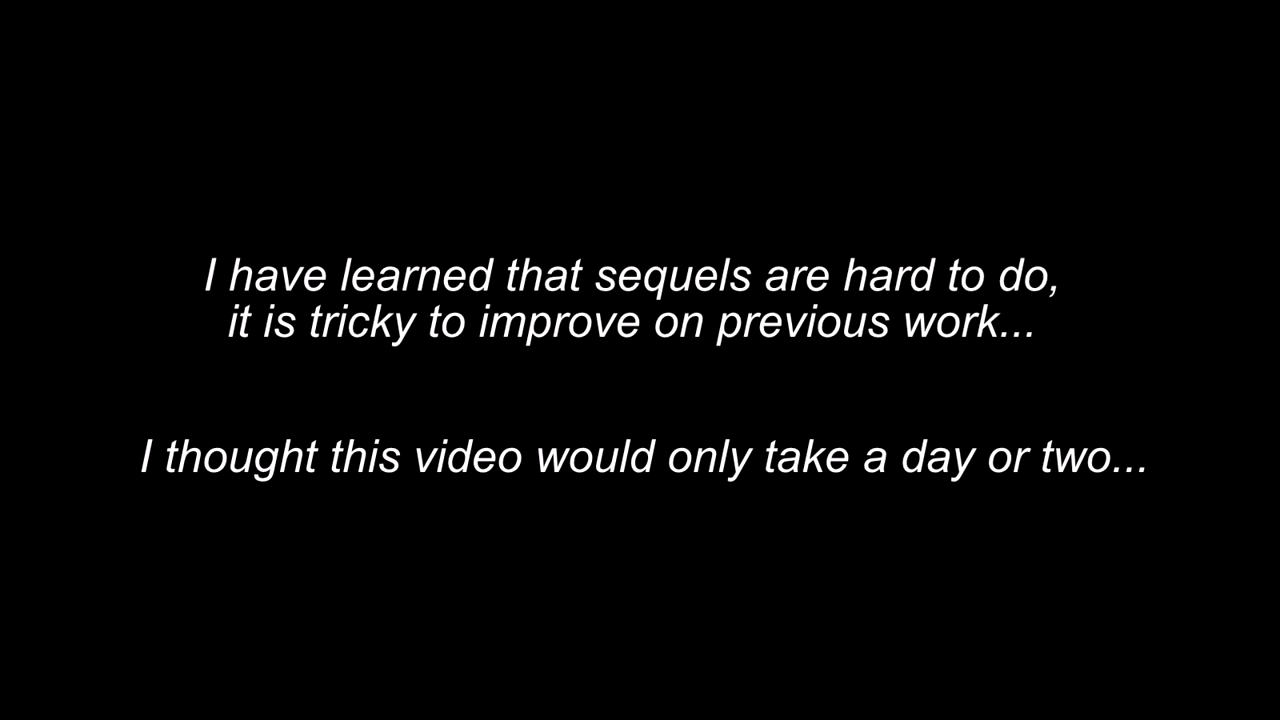 I have learned that sequels are hard to do,
it is tricky to improve on previous work...
I thought this video would only take a day or two...